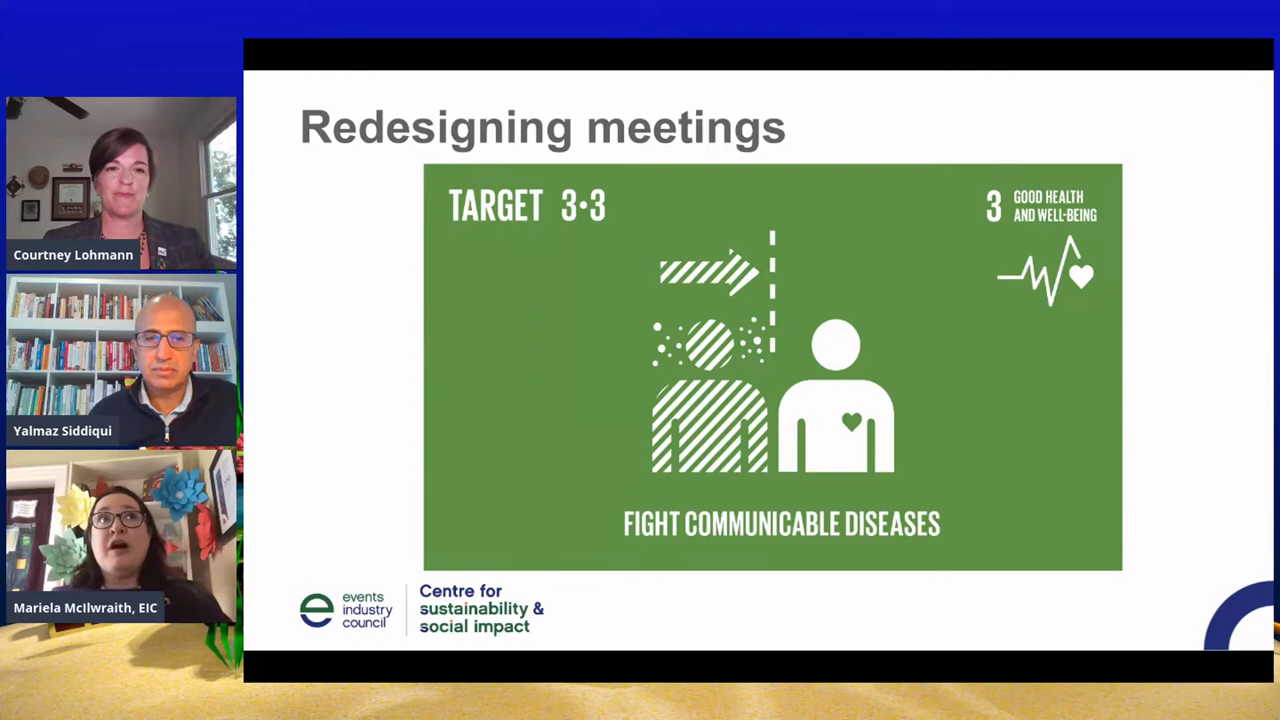 Courtney Lohmann
Yalmaz Siddiqui
Mariela McIlwraith, EIC
Redesigning meetings
TARGET 3·3
3 GOOD HEALTH
AND WELL-BEING
FIGHT COMMUNICABLE DISEASES
events
industry
council
Centre for
sustainability &
social impact